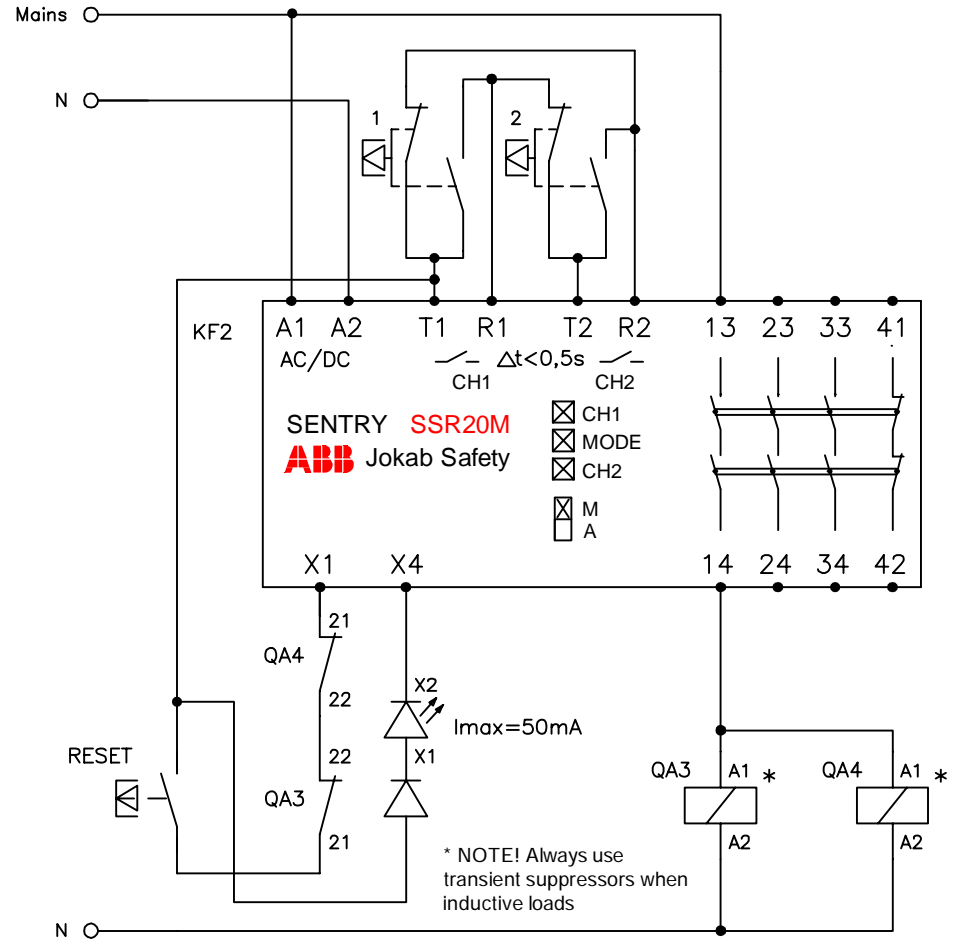 Mains
N
1
2
KF2
A1 A2 T1 R1 T2 R2 13 23 33 41
AC/DC
CH1
Δt<0,5s
CH2
SENTRY SSR20M
ABB Jokab Safety
CH1
MODE
CH2
M
A
X1 X4 14 24 34 42
21
QA4
22
X2
Imax=50mA
RESET
22
X1
QA3
21
QA3 A1 *
QA4 A1 *
A2
A2
* NOTE! Always use
transient suppressors when
inductive loads
N